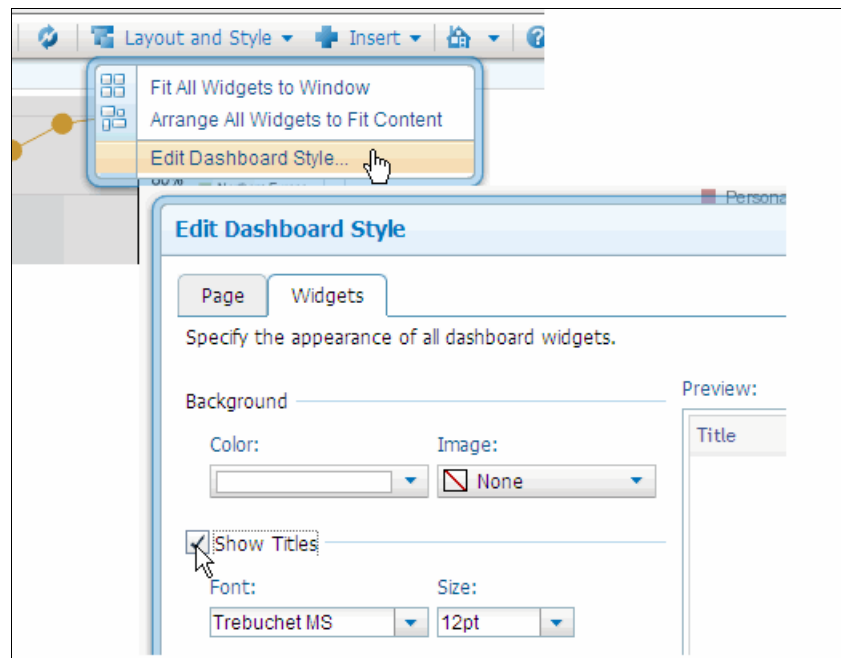 Layout and Style Insert
Fit All Widgets to Window
Arrange All Widgets to Fit Content
Edit Dashboard Style...
Persona
Edit Dashboard Style
Page Widgets
Specify the appearance of all dashboard widgets.
Preview:
Background
Title
Color: Image:
None
Show Titles
Font: Size:
Trebuchet MS 12pt